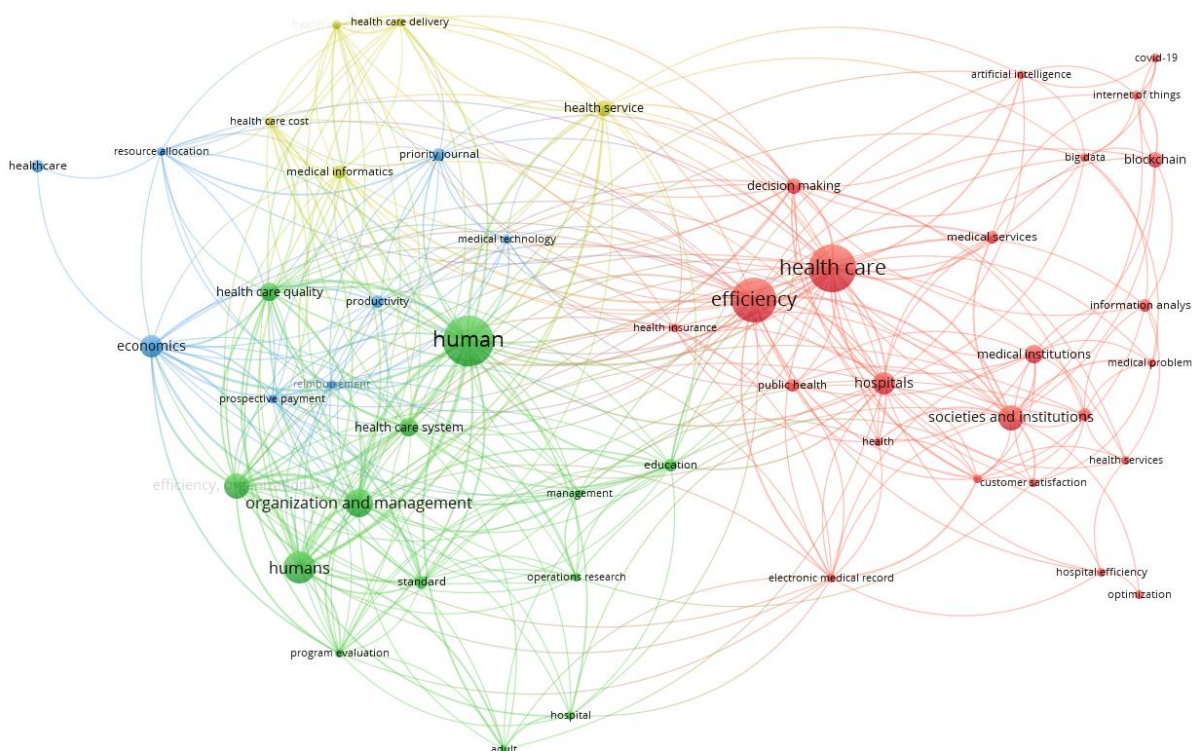 health care delivery
covid-19
artificial intelligence
internet of things
health service
health care cost
resource allocation
priority journal
big data
blockchain
healthcare
medical informatics
decision making
medical technology
medical services
health care
health care quality
productivity
efficiency
information analys
health insurance
human
economics
medical institutions
medical problem
reimbursement
prospective payment
public health
hospitals
societies and institutions
health care system
health
education
health services
efficiency, organizational
management
customer satisfaction
organization and management
humans
standard
operations research
electronic medical record
hospital efficiency
optimization
program evaluation
hospital
adult